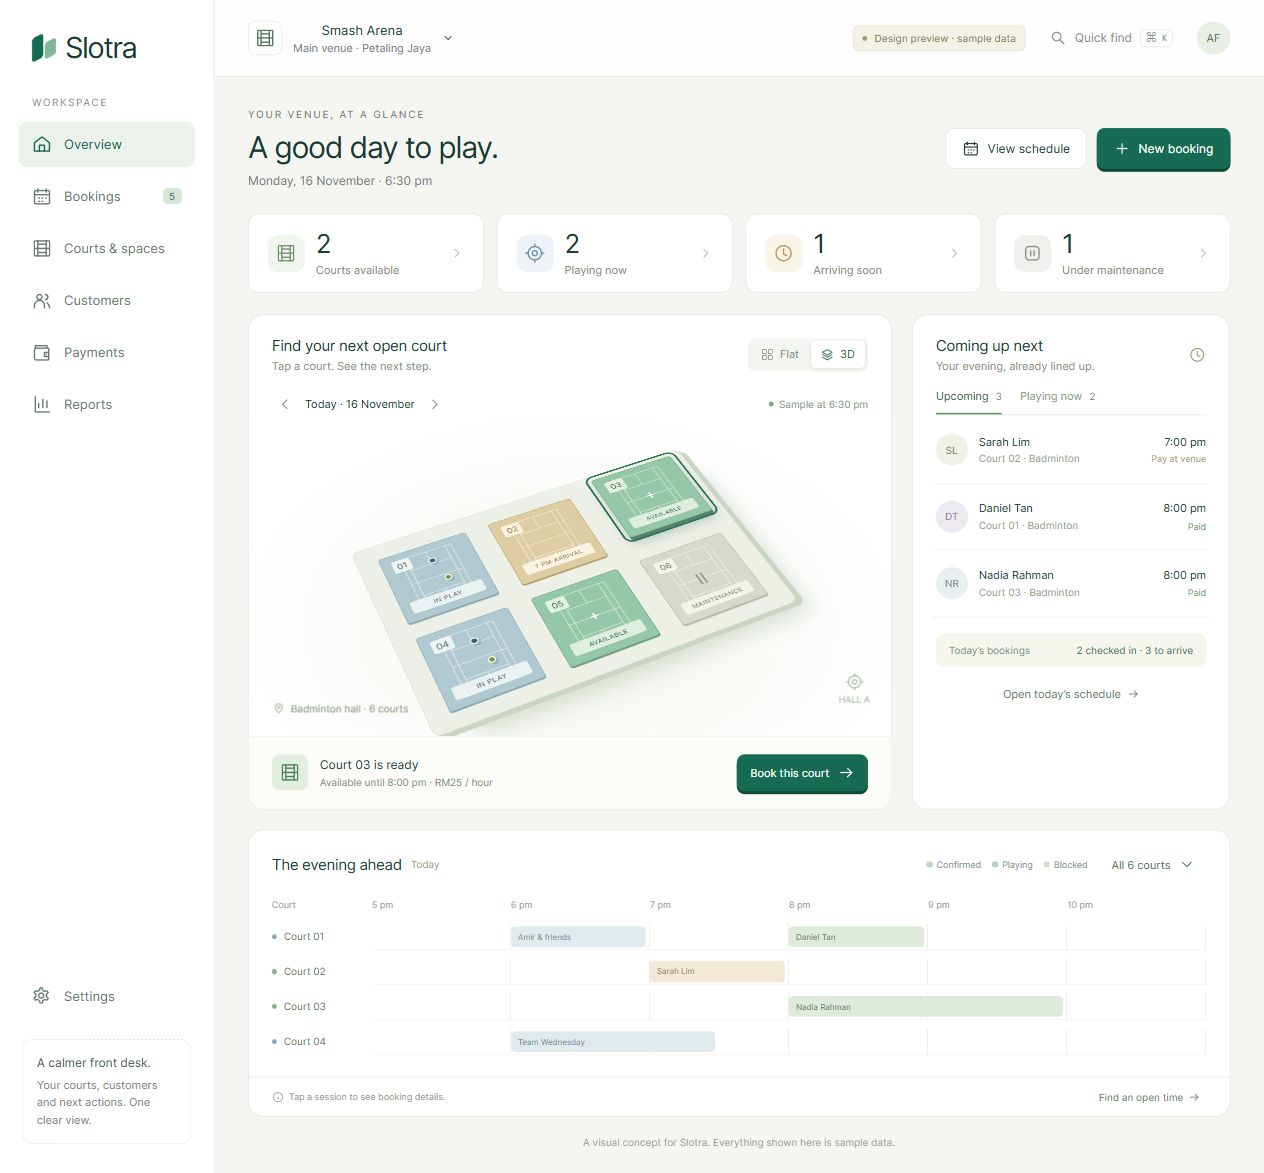 Slotra
WORKSPACE
Overview
Bookings 5
Courts & spaces
Customers
Payments
Reports
Settings
A calmer front desk.
Your courts, customers
and next actions. One
clear view.
Smash Arena
Main venue · Petaling Jaya
Design preview · sample data
Quick find ⌘ K
AF
YOUR VENUE, AT A GLANCE
A good day to play.
Monday, 16 November · 6:30 pm
View schedule
New booking
2
Courts available
2
Playing now
1
Arriving soon
1
Under maintenance
Find your next open court
Tap a court. See the next step.
Flat
3D
Today · 16 November
Sample at 6:30 pm
01
IN PLAY
02
7 PM ARRIVAL
03
AVAILABLE
04
IN PLAY
05
AVAILABLE
06
MAINTENANCE
Badminton hall · 6 courts
HALL A
Court 03 is ready
Available until 8:00 pm · RM25 / hour
Book this court
Coming up next
Your evening, already lined up.
Upcoming 3
Playing now 2
SL
Sarah Lim
Court 02 · Badminton
7:00 pm
Pay at venue
DT
Daniel Tan
Court 01 · Badminton
8:00 pm
Paid
NR
Nadia Rahman
Court 03 · Badminton
8:00 pm
Paid
Today's bookings
2 checked in · 3 to arrive
Open today's schedule
The evening ahead Today
Confirmed
Playing
Blocked
All 6 courts
Court 5 pm 6 pm 7 pm 8 pm 9 pm 10 pm
Court 01 Amir & friends Daniel Tan
Court 02 Sarah Lim
Court 03 Nadia Rahman
Court 04 Team Wednesday
Tap a session to see booking details.
Find an open time
A visual concept for Slotra. Everything shown here is sample data.